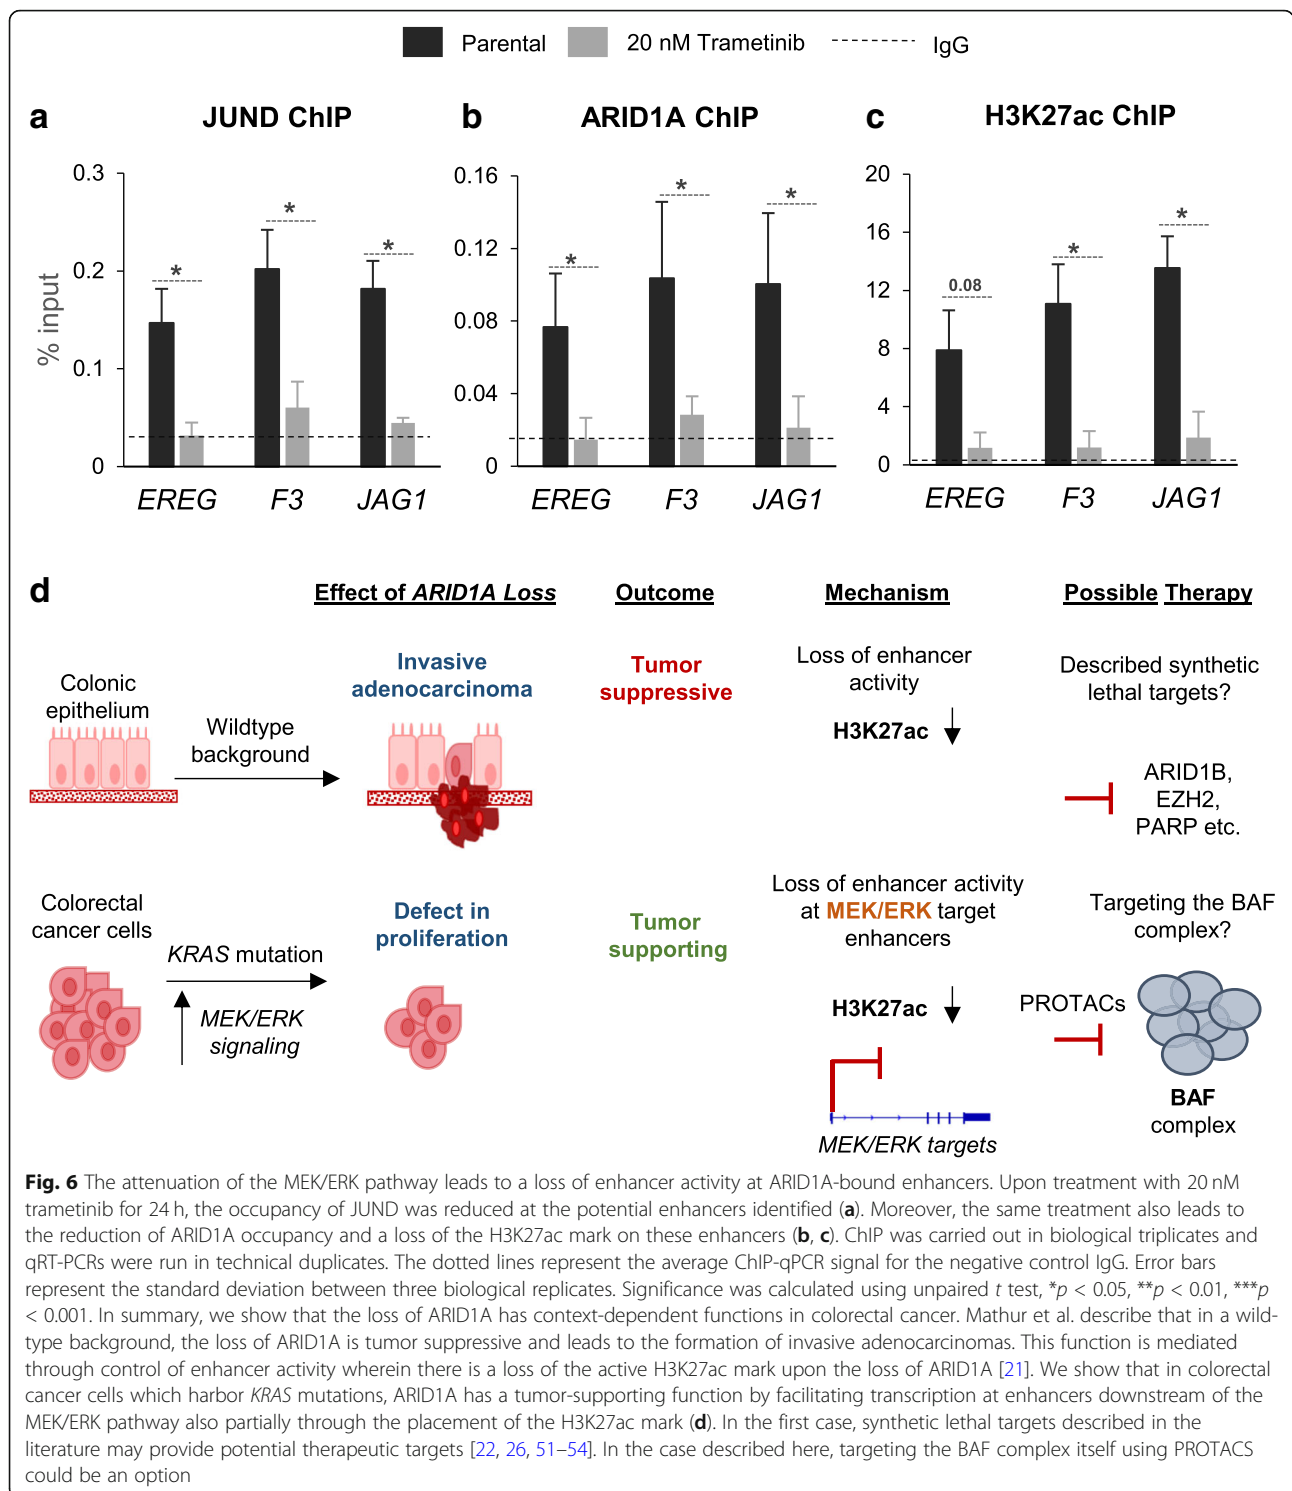 Parental 20 nM Trametinib IgG
a JUND ChIP
% input
0.3
0.2
0.1
0
*
*
*
EREG F3 JAG1
b ARID1A ChIP
0.16
0.12
0.08
0.04
0
*
*
*
EREG F3 JAG1
c H3K27ac ChIP
20
16
12
8
4
0
0.08
*
*
EREG F3 JAG1
d
Effect of ARID1A Loss
Outcome
Mechanism
Possible Therapy
Colonic
epithelium
Wildtype
background
Invasive
adenocarcinoma
Tumor
suppressive
Loss of enhancer
activity
H3K27ac
Described synthetic
lethal targets?
ARID1B,
EZH2,
PARP etc.
Colorectal
cancer cells
KRAS mutation
MEK/ERK
signaling
Defect in
proliferation
Tumor
supporting
Loss of enhancer activity
at MEK/ERK target
enhancers
H3K27ac
MEK/ERK targets
Targeting the BAF
complex?
PROTACs
BAF
complex
Fig. 6 The attenuation of the MEK/ERK pathway leads to a loss of enhancer activity at ARID1A-bound enhancers. Upon treatment with 20 nM
trametinib for 24 h, the occupancy of JUND was reduced at the potential enhancers identified (a). Moreover, the same treatment also leads to
the reduction of ARID1A occupancy and a loss of the H3K27ac mark on these enhancers (b, c). ChIP was carried out in biological triplicates and
qRT-PCRs were run in technical duplicates. The dotted lines represent the average ChIP-qPCR signal for the negative control IgG. Error bars
represent the standard deviation between three biological replicates. Significance was calculated using unpaired t test, *p < 0.05, **p < 0.01, ***p
< 0.001. In summary, we show that the loss of ARID1A has context-dependent functions in colorectal cancer. Mathur et al. describe that in a wild-
type background, the loss of ARID1A is tumor suppressive and leads to the formation of invasive adenocarcinomas. This function is mediated
through control of enhancer activity wherein there is a loss of the active H3K27ac mark upon the loss of ARID1A [21]. We show that in colorectal
cancer cells which harbor KRAS mutations, ARID1A has a tumor-supporting function by facilitating transcription at enhancers downstream of the
MEK/ERK pathway also partially through the placement of the H3K27ac mark (d). In the first case, synthetic lethal targets described in the
literature may provide potential therapeutic targets [22, 26, 51–54]. In the case described here, targeting the BAF complex itself using PROTACS
could be an option